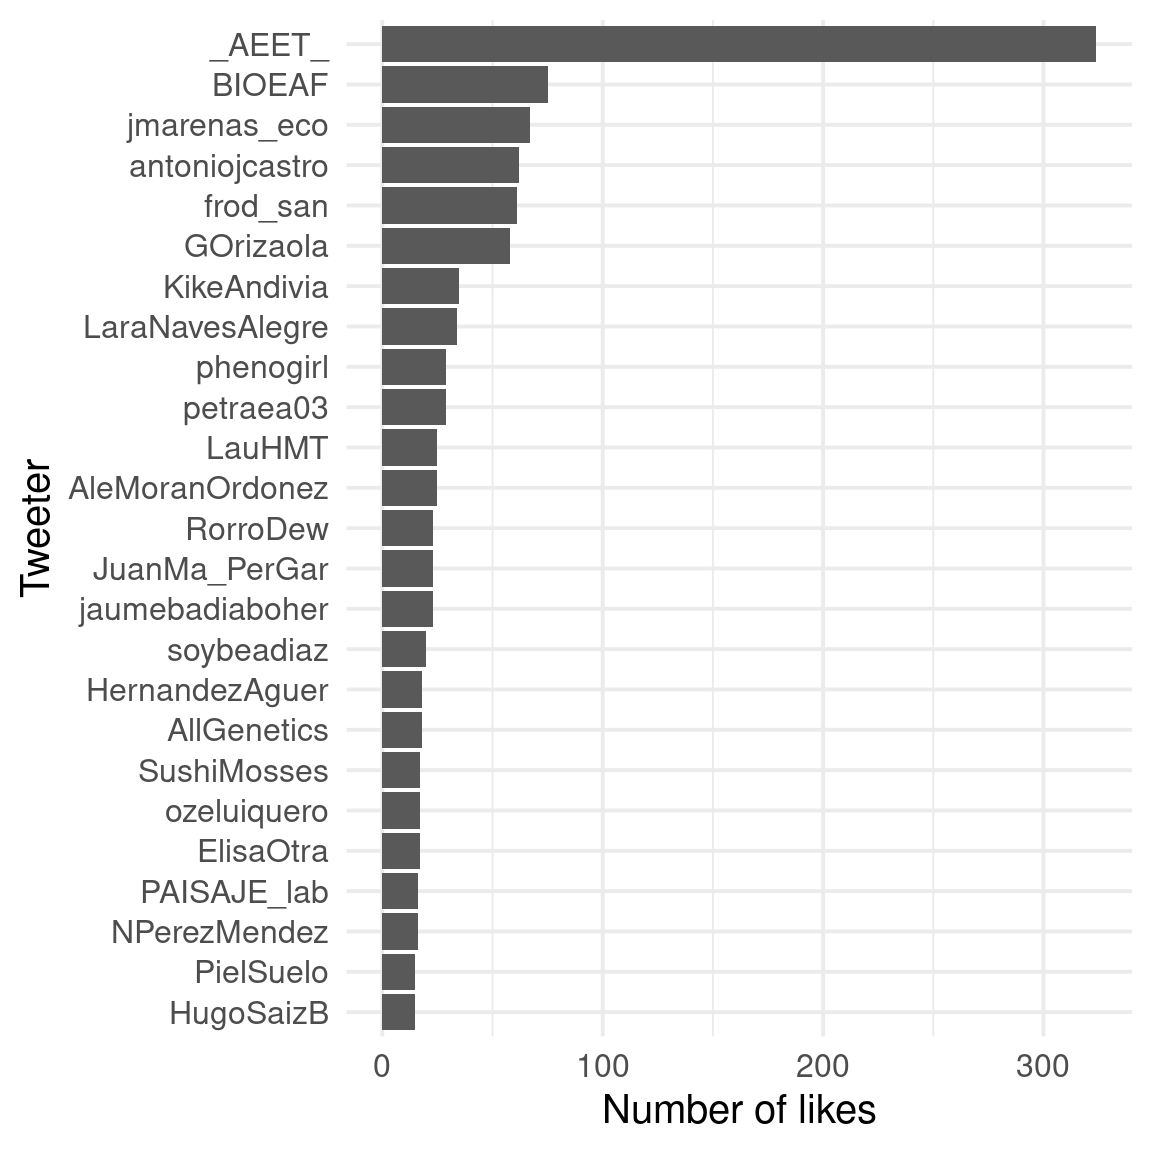 _AEET_
BIOEAF
jmarenas_eco
antoniojcastro
frod_san
GOrizaola
KikeAndivia
LaraNavesAlegre
phenogirl
petraea03
LauHMT
AleMoranOrdonez
RorroDew
JuanMa_PerGar
jaumebadiaboher
soybeadiaz
HernandezAguer
AllGenetics
SushiMosses
ozeluiquero
ElisaOtra
PAISAJE_lab
NPerezMendez
PielSuelo
HugoSaizB
Tweeter
0 100 200 300
Number of likes